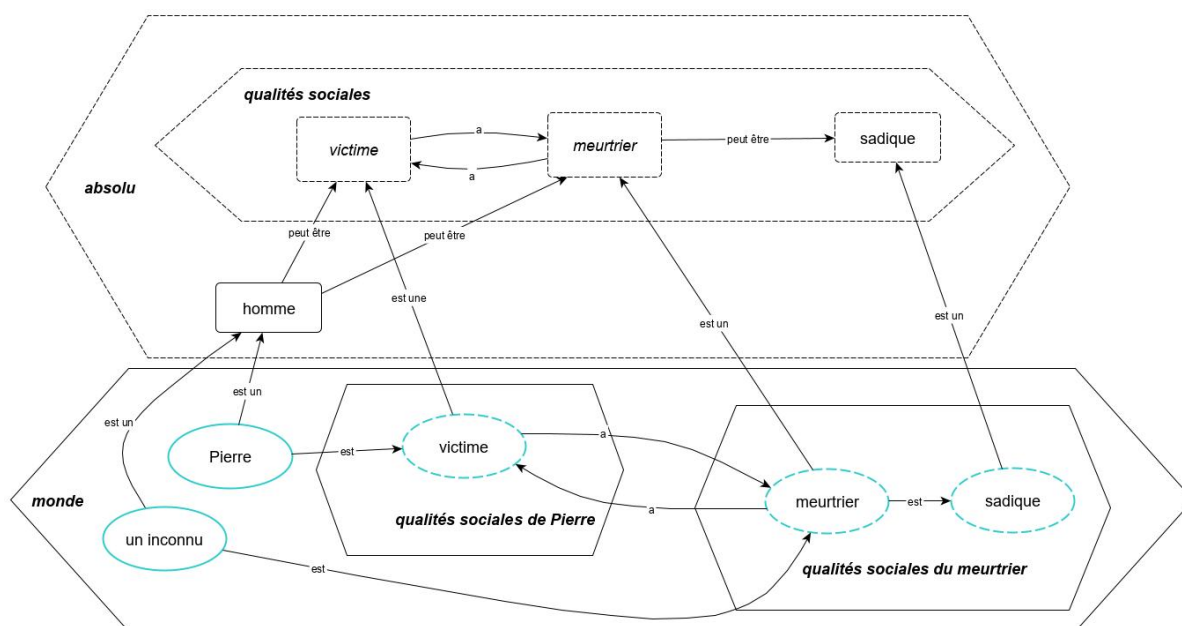 qualités sociales
a
victime
meurtrier
peut être
sadique
a
absolu
peut être
peut être
homme
est une
est un
est un
est un
est un
Pierre
est
victime
a
monde
meurtrier
est
sadique
a
qualités sociales de Pierre
un inconnu
est
qualités sociales du meurtrier